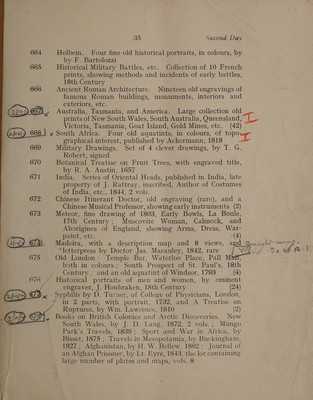 35 Second Day
664 Holbein. Four fine old historical portraits, in colours, by
by F. Bartolozzi
665 Historical Military Battles, etc. Collection of 10 French
prints, showing methods and incidents of early battles,
18th Century
666 Ancient Roman Architecture. Nineteen old engravings of
famous Roman buildings, monuments, interiors and
exteriors, etc.
667 Australia, Tasmania, and America. Large collection old
prints of New South Wales, South Australia, Queensland,
Victoria, Tasmania, Goat Island, Gold Mines, etc. (42)
668 South Africa. Four old aquatints, in colours, of topo-
graphical interest, published by Ackermann, 1818
669 Military Drawings. Set of 4 clever drawings, by T. G.
Robert, signed
670 Botanical Treatise on Fruit Trees, with engraved title,
by R. A. Austin, 1657
671 India. Series of Oriental Heads, published in India, late
property of J. Rattray, inscribed, Author of Costumes
of India, etc., 1844, 2 vols.
672 Chinese Itinerant Doctor, old engraving (rare), and a
Chinese Musical Professor, showing early instruments (2)
673 Meteor, fine drawing of 1803, Early Bowls, La Boule,
17th Century; Muscovite Woman, Calmock, and
Aborigines of England, showing Arms, Dress, War-
paint, etc. (4)
Madeira, with a description map and 8 views, and
letterpress by Doctor Jas. Macaulay, 1842, rare
675 Old London: Temple Bar, Waterloo Place, Pall Mall
both in colours; South Prospect of St. Paul's, 18th
Century; and an old aquatint of Windsor, 1793 (4)
676 Historical portraits of men and women, by eminent
engraver, J. Houbraken, 18th Century (24)
Syphilis by D. Turner, of College of Physicians, London,
in 2 parts, with portrait, 1732, and A Treatise on
Ruptures, by Wm. Lawrence, 1810 (2)
Books on British Colonies and Arctic Discoveries. New
South Wales, by J. D. Lang, 1872, 2 vols.; Mungo
Park's Travels, 1838; Sport and War in Africa, by
Bisset, 1875; Travels in Mesopotamia, by Buckingham,
1827; Afghanistan, by H. W. Bellew, 1862; Journal of
an Afghan Prisoner, by Lt. Eyre, 1843, the lot containing
large number of plates and maps, vols. 8